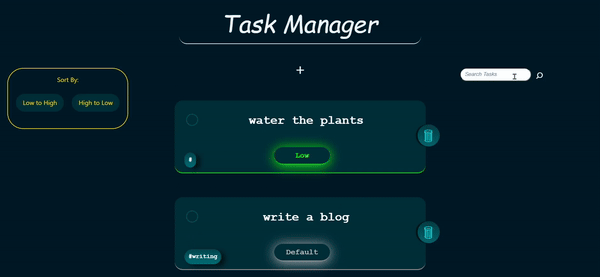 Task Manager
+
Sort By:
Low to High High to Low
Search Tasks
water the plants
#
Low
write a blog
#writing
Default